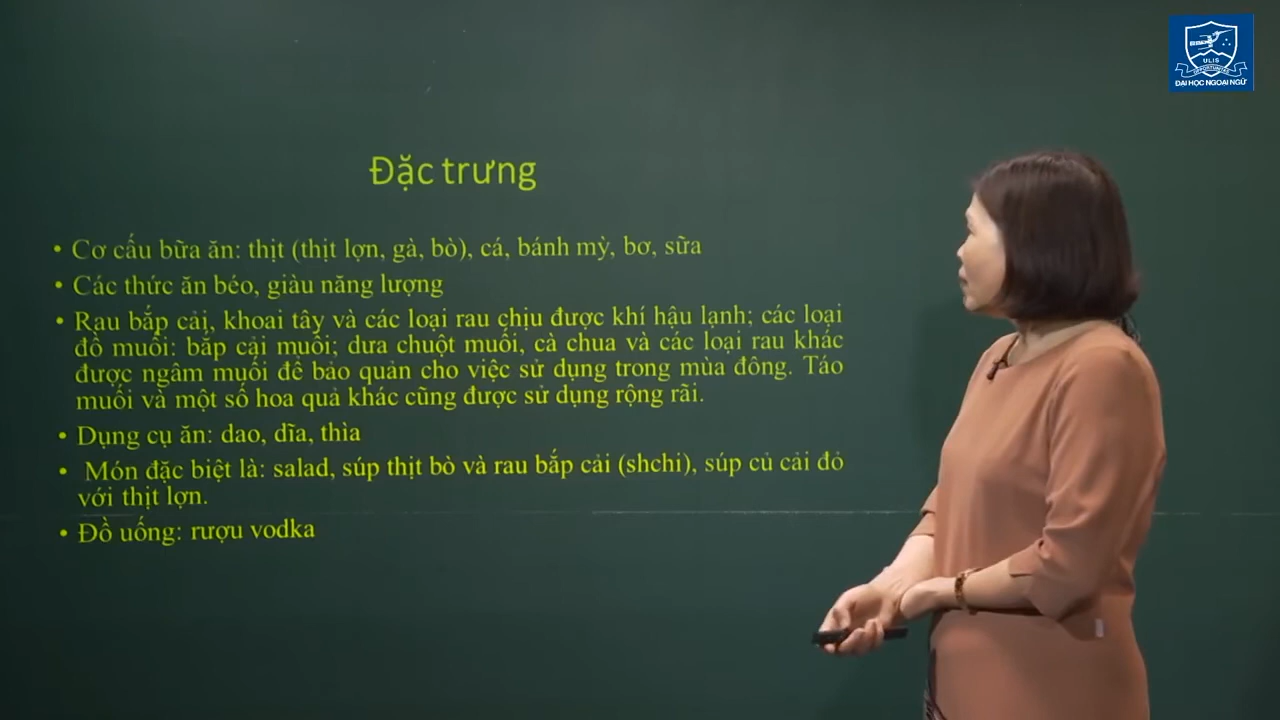 ULIS
ĐẠI HỌC NGOẠI NGỮ
Đặc trưng
• Cơ cấu bữa ăn: thịt (thịt lợn, gà, bò), cá, bánh mỳ, bơ, sữa
• Các thức ăn béo, giàu năng lượng
• Rau bắp cải, khoai tây và các loại rau chịu được khí hậu lạnh; các loại
đồ muối: bắp cải muối; dưa chuột muối, cà chua và các loại rau khác
được ngâm muối để bảo quản cho việc sử dụng trong mùa đông. Táo
muối và một số hoa quả khác cũng được sử dụng rộng rãi.
• Dụng cụ ăn: dao, dĩa, thìa
• Món đặc biệt là: salad, súp thịt bò và rau bắp cải (shchi), súp củ cải đỏ
với thịt lợn.
• Đồ uống: rượu vodka